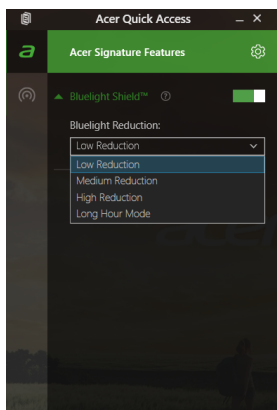 Acer Quick Access
a
Acer Signature Features
Bluelight Shield™
Bluelight Reduction:
Low Reduction
Low Reduction
Medium Reduction
High Reduction
Long Hour Mode
acer